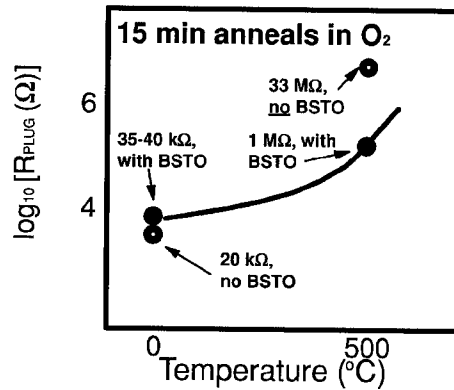 15 min anneals in O₂
33 MΩ,
no BSTO
6
35-40 kΩ,
with BSTO
1 MΩ, with
BSTO
log₁₀ [RPLUG (Ω)]
4
20 kΩ,
no BSTO
0
500
Temperature (ºC)